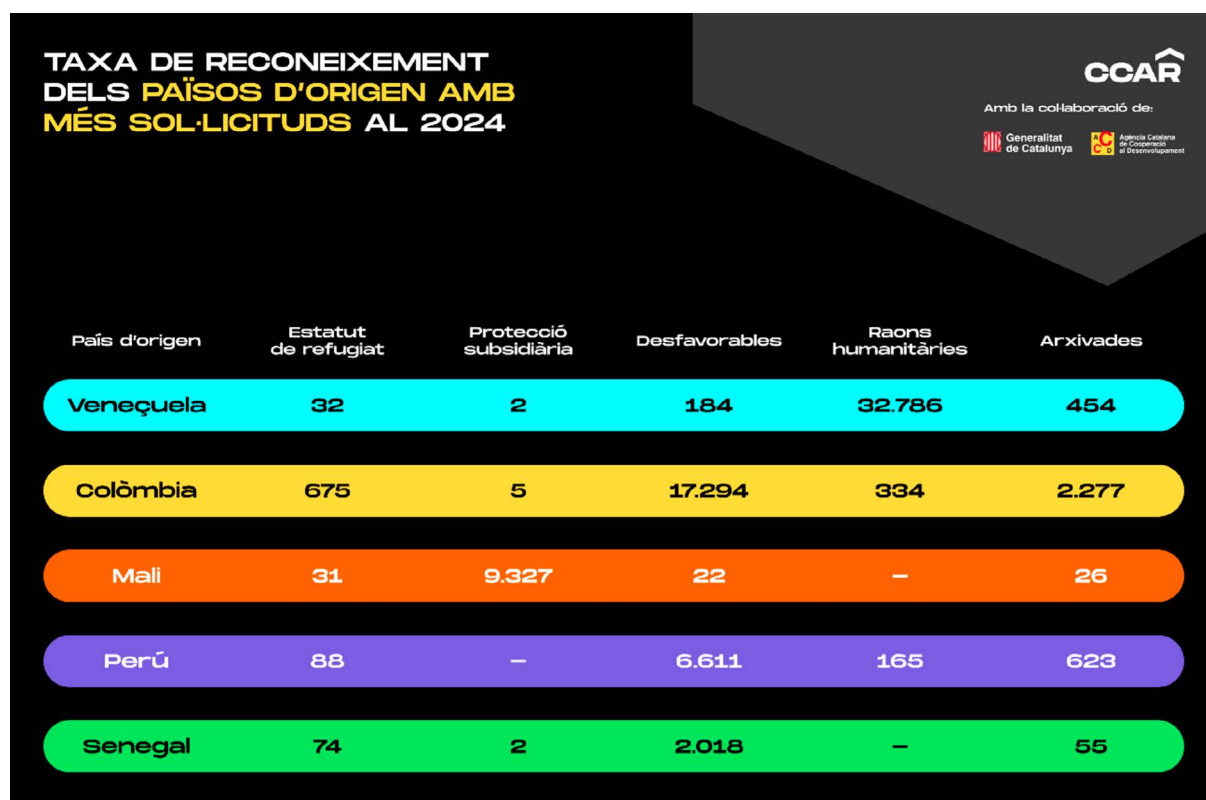 TAXA DE RECONEIXEMENT
DELS PAÏSOS D'ORIGEN AMB
MÉS SOL·LICITUDS AL 2024
CCAR
Amb la col·laboració de:
Generalitat
de Catalunya
ACCD
Agència Catalana
de Cooperació
al Desenvolupament
País d'origen Estatut de refugiat Protecció subsidiària Desfavorables Raons humanitàries Arxivades
Veneçuela 32 2 184 32.786 454
Colòmbia 675 5 17.294 334 2.277
Mali 31 9.327 22 – 26
Perú 88 – 6.611 165 623
Senegal 74 2 2.018 – 55